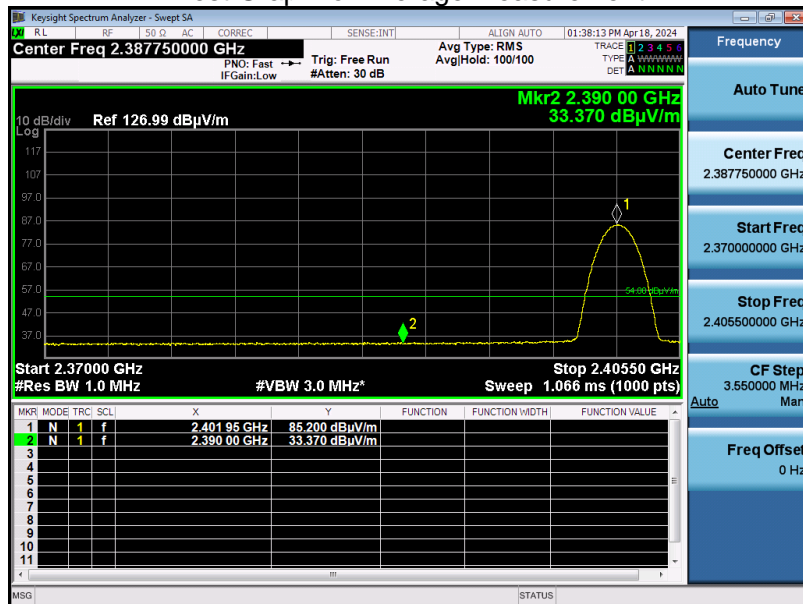 Keysight Spectrum Analyzer - Swept SA
RL RF 50 Ω AC CORREC SENSE:INT ALIGN AUTO 01:38:13 PM Apr 18, 2024
Center Freq 2.387750000 GHz
PNO: Fast
IFGain:Low
Trig: Free Run
#Atten: 30 dB
Avg Type: RMS
Avg|Hold: 100/100
TRACE 1 2 3 4 5 6
TYPE A WWWWW
DET A N N N N N
Mkr2 2.390 00 GHz
33.370 dBμV/m
10 dB/div Ref 126.99 dBμV/m
Log
117
107
97.0
87.0
77.0
67.0
57.0
47.0
37.0
1
2
54.00 dBμV/m
Start 2.37000 GHz Stop 2.40550 GHz
#Res BW 1.0 MHz #VBW 3.0 MHz* Sweep 1.066 ms (1000 pts)
MKR MODE TRC SCL X Y FUNCTION FUNCTION WIDTH FUNCTION VALUE
1 N 1 f 2.401 95 GHz 85.200 dBμV/m
2 N 1 f 2.390 00 GHz 33.370 dBμV/m
3
4
5
6
7
8
9
10
11
MSG STATUS
Frequency
Auto Tune
Center Freq
2.387750000 GHz
Start Freq
2.370000000 GHz
Stop Freq
2.405500000 GHz
CF Step
3.550000 MHz
Auto Man
Freq Offset
0 Hz